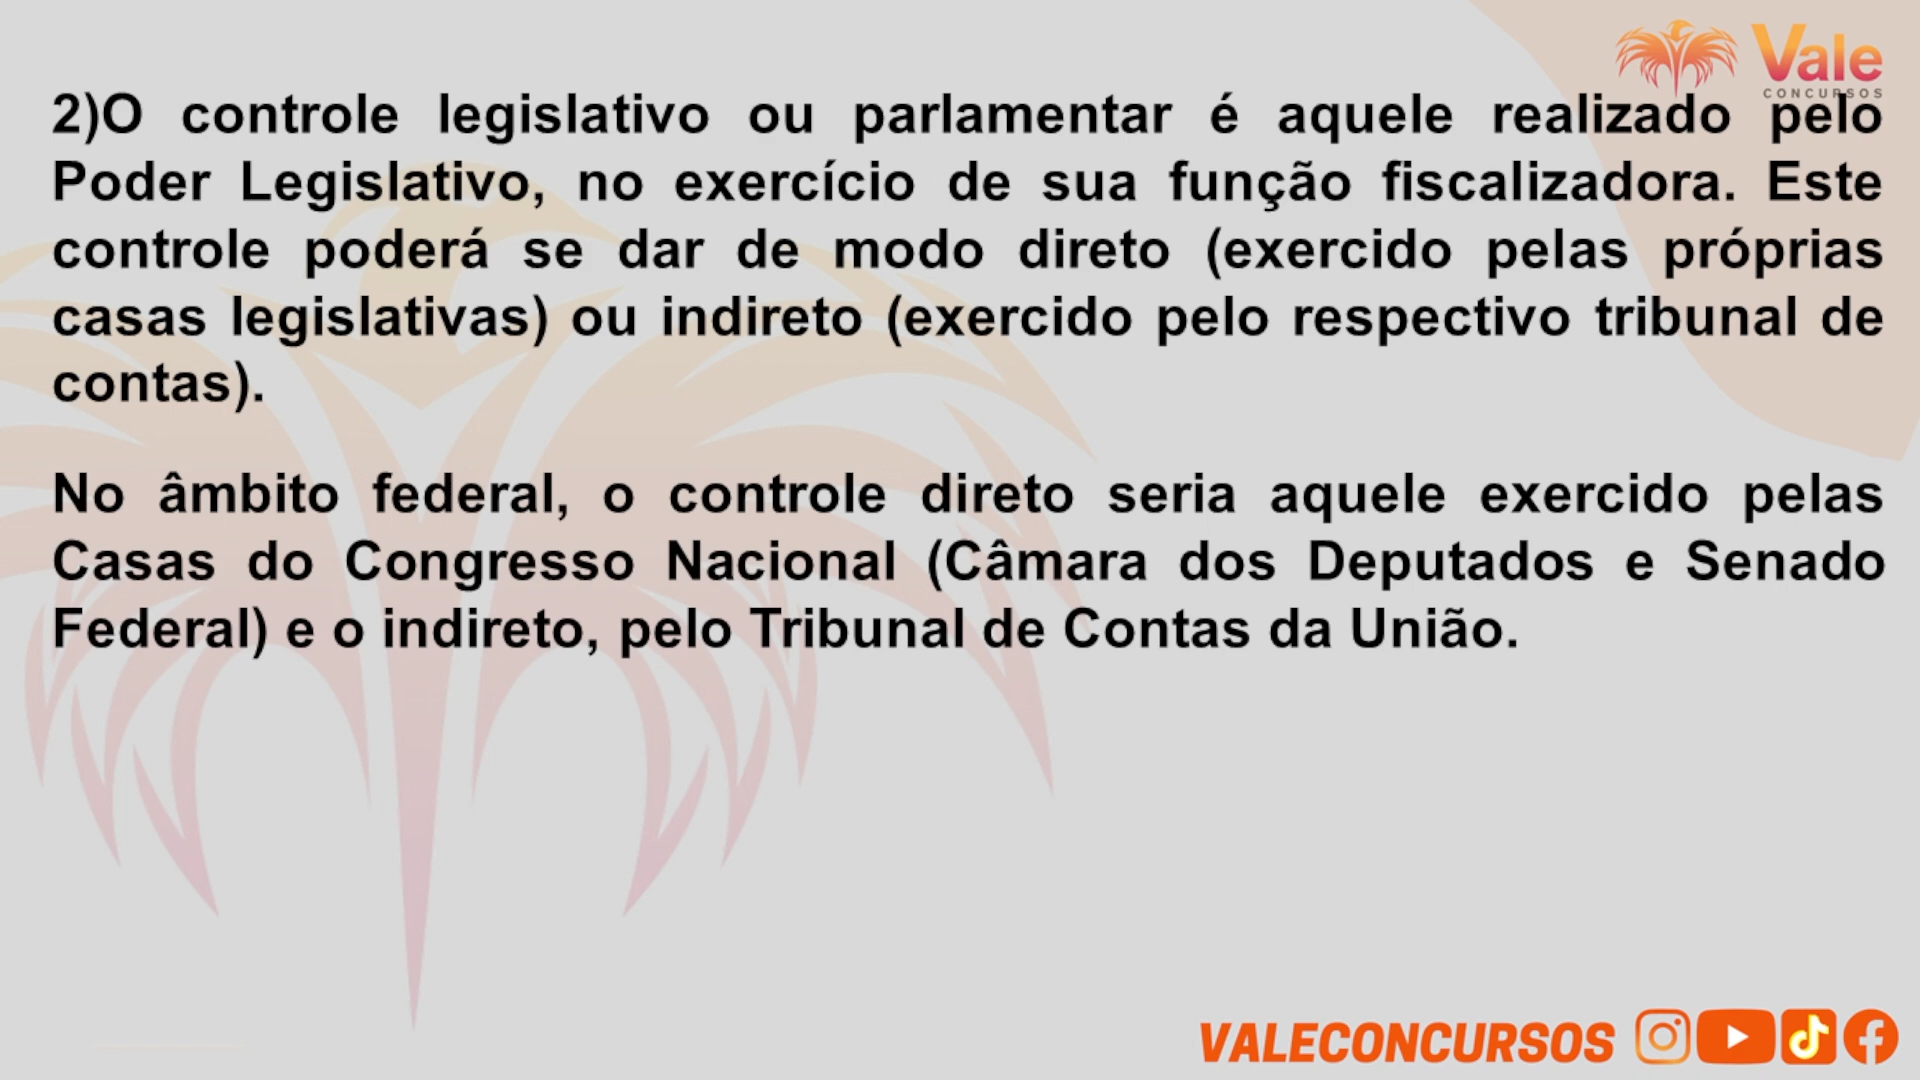 Vale
CONCURSOS
2)O controle legislativo ou parlamentar é aquele realizado pelo
Poder Legislativo, no exercício de sua função fiscalizadora. Este
controle poderá se dar de modo direto (exercido pelas próprias
casas legislativas) ou indireto (exercido pelo respectivo tribunal de
contas).
No âmbito federal, o controle direto seria aquele exercido pelas
Casas do Congresso Nacional (Câmara dos Deputados e Senado
Federal) e o indireto, pelo Tribunal de Contas da União.
VALECONCURSOS